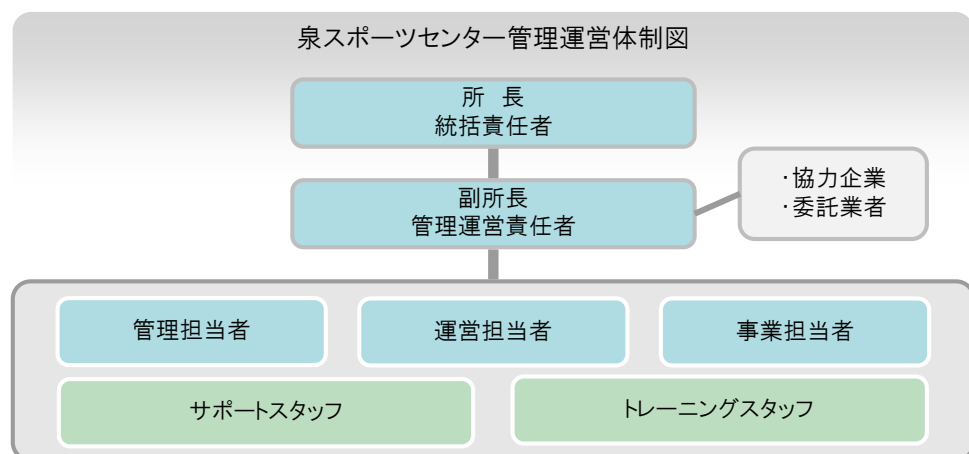 泉スポーツセンター管理運営体制図
所 長
統括責任者
副所長
管理運営責任者
・協力企業
・委託業者
管理担当者
運営担当者
事業担当者
サポートスタッフ
トレーニングスタッフ